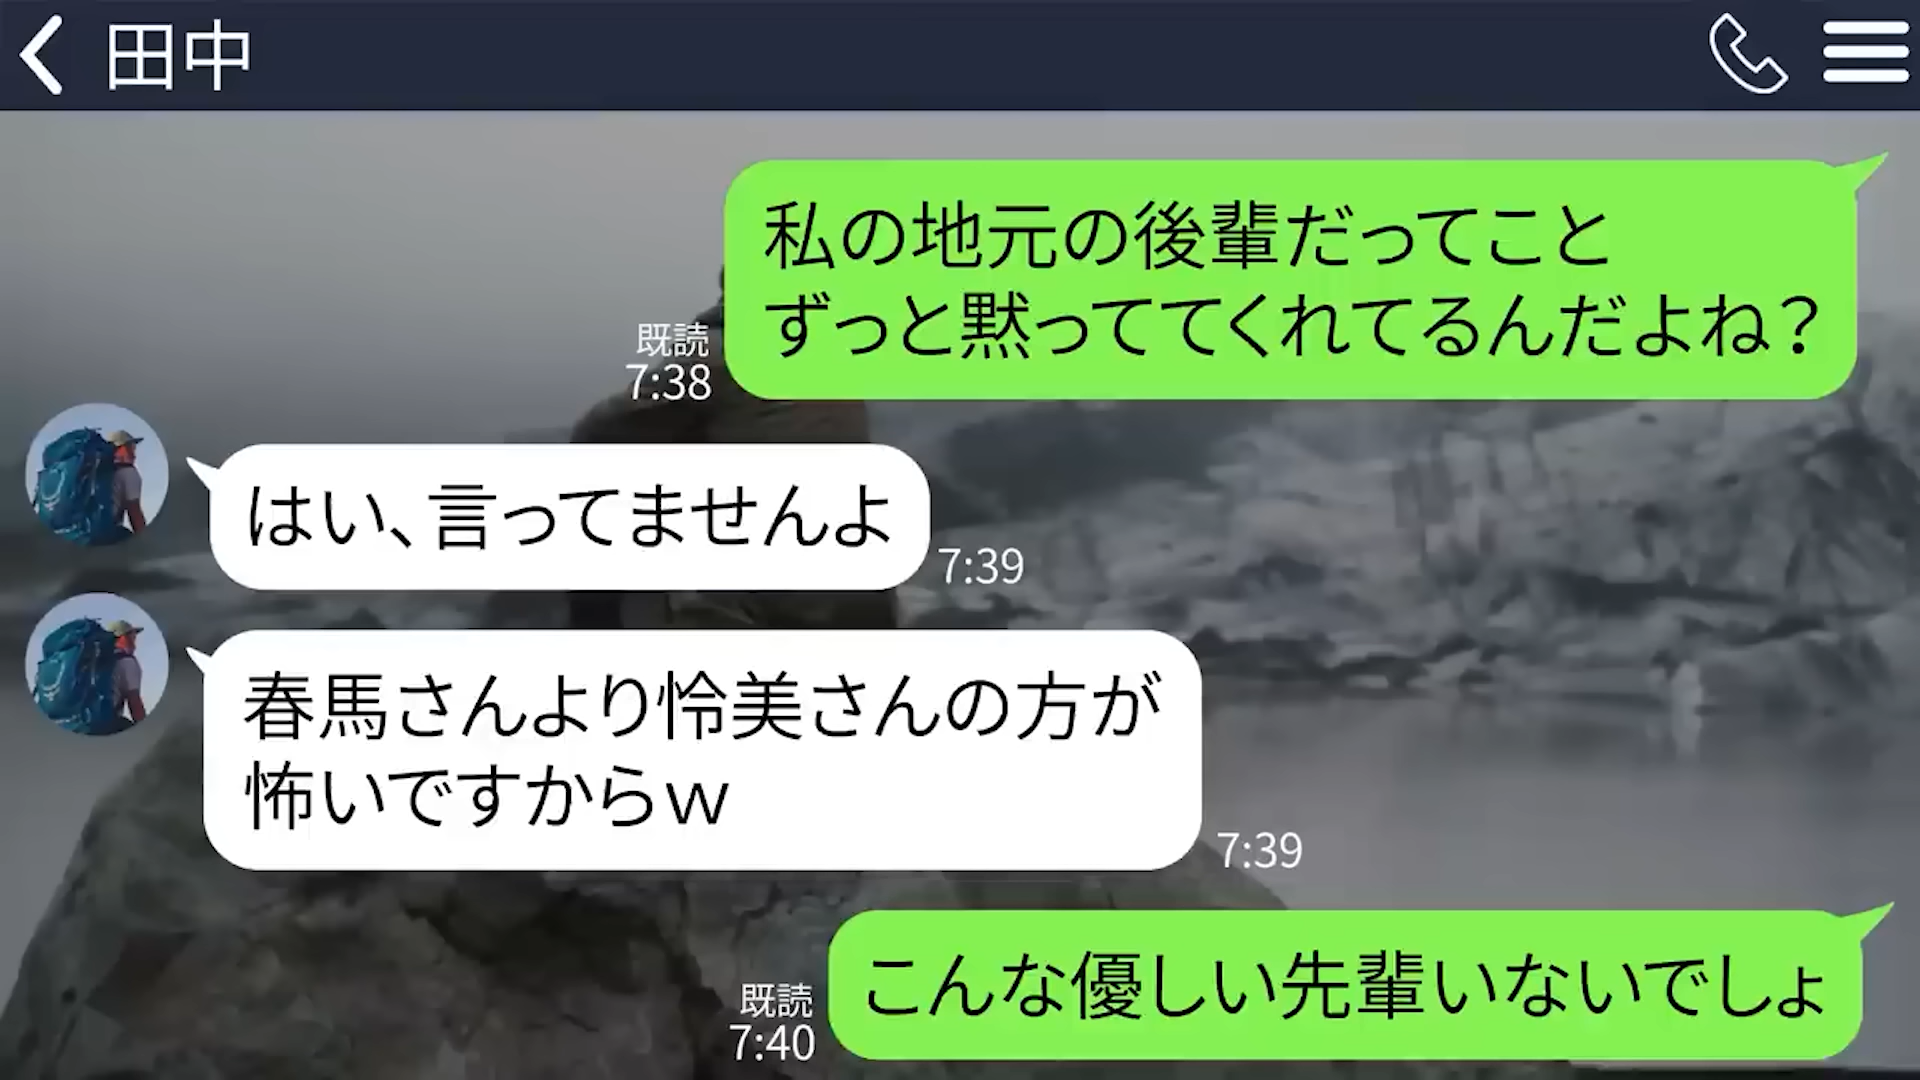 田中
私の地元の後輩だってこと
ずっと黙っててくれてるんだよね？
既読
7:38
はい、言ってませんよ
7:39
春馬さんより怜美さんの方が
怖いですからｗ
7:39
こんな優しい先輩いないでしょ
既読
7:40